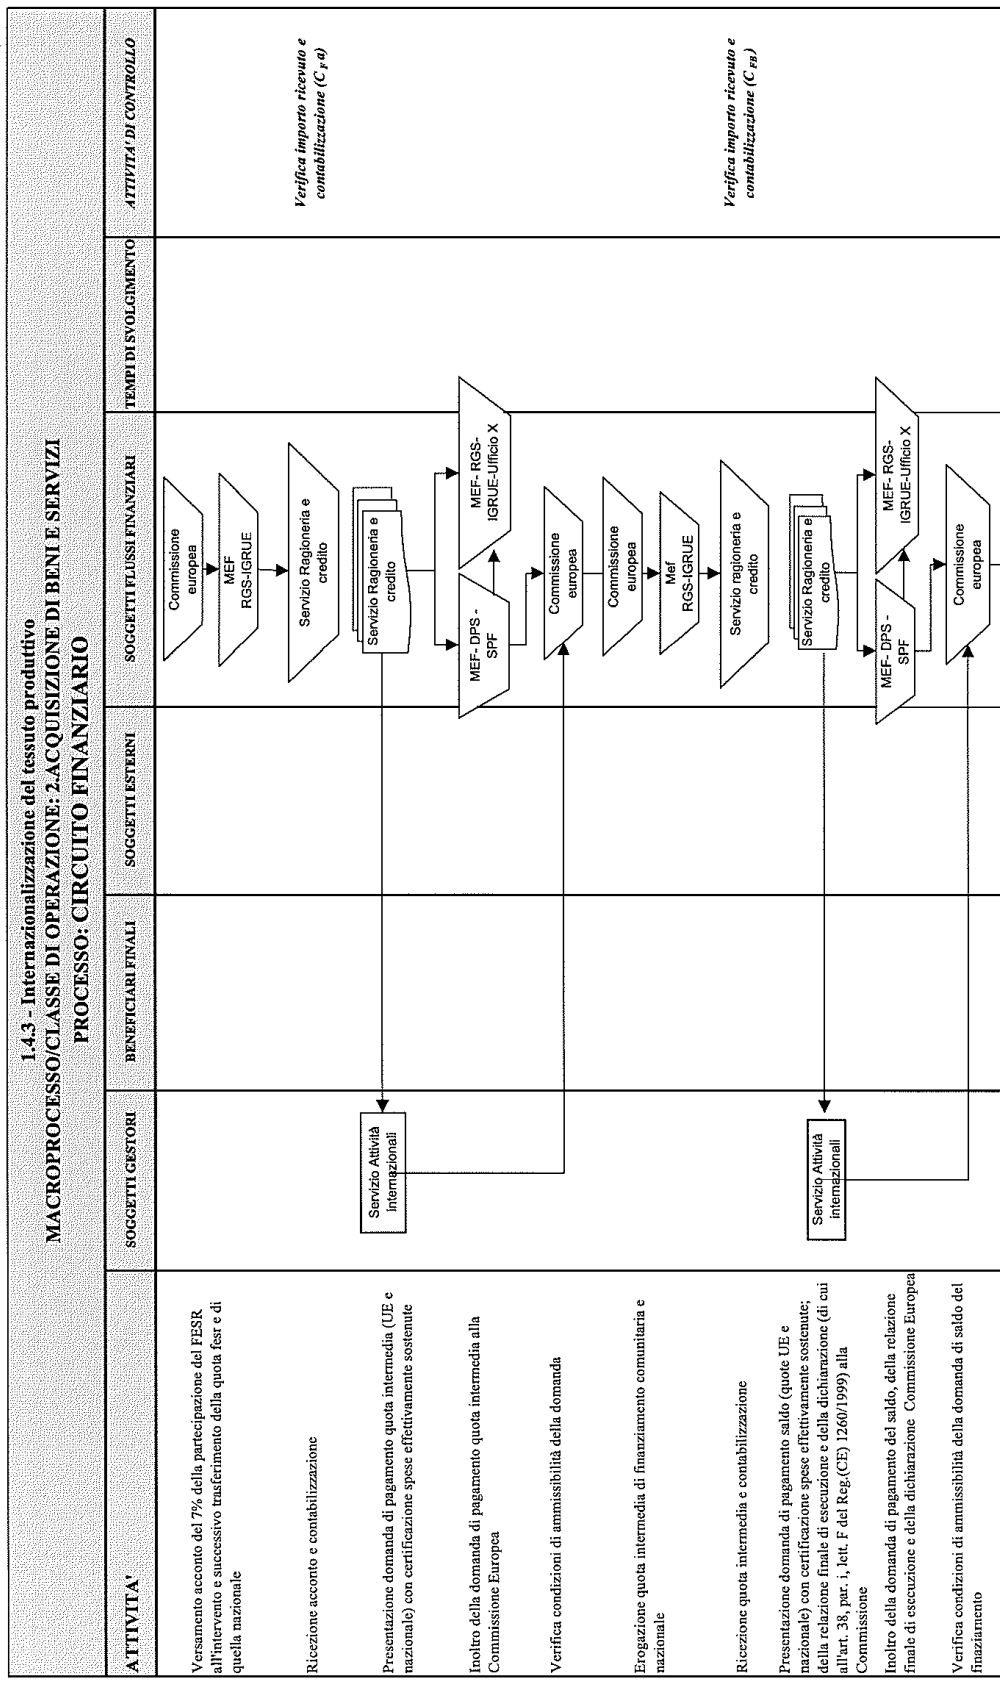 1.4.3 - Internazionalizzazione del tessuto produttivo
MACROPROCESSO/CLASSE DI OPERAZIONE: 2.ACQUISIZIONE DI BENI E SERVIZI
PROCESSO: CIRCUITO FINANZIARIO
ATTIVITA'
SOGGETTI GESTORI
BENEFICIARI FINALI
SOGGETTI ESTERNI
SOGGETTI FLUSSI FINANZIARI
TEMPI DI SVOLGIMENTO
ATTIVITA' DI CONTROLLO
Versamento acconto del 7% della partecipazione del FESR
all'intervento e successivo trasferimento della quota fesr e di
quella nazionale
Commissione
europea
MEF
RGS-IGRUE
Ricezione acconto e contabilizzazione
Servizio Ragioneria e
credito
Verifica importo ricevuto e
contabilizzazione (C F a)
Presentazione domanda di pagamento quota intermedia (UE e
nazionale) con certificazione spese effettivamente sostenute
Servizio Attività
internazionali
Servizio Ragioneria e
credito
Inoltro della domanda di pagamento quota intermedia alla
Commissione Europea
MEF- DPS -
SPF
MEF- RGS-
IGRUE-Ufficio X
Verifica condizioni di ammissibilità della domanda
Commissione
europea
Erogazione quota intermedia di finanziamento comunitaria e
nazionale
Commissione
europea
Mef
RGS-IGRUE
Ricezione quota intermedia e contabilizzazione
Servizio ragioneria e
credito
Verifica importo ricevuto e
contabilizzazione (C FB)
Presentazione domanda di pagamento saldo (quote UE e
nazionale) con certificazione spese effettivamente sostenute;
della relazione finale di esecuzione e della dichiarazione (di cui
all'art. 38, par. i, lett. F del Reg.(CE) 1260/1999) alla
Commissione
Servizio Attività
internazionali
Servizio Ragioneria e
credito
Inoltro della domanda di pagamento del saldo, della relazione
finale di esecuzione e della dichiarazione Commissione Europea
MEF- DPS -
SPF
MEF- RGS-
IGRUE-Ufficio X
Verifica condizioni di ammissibilità della domanda di saldo del
finaziamento
Commissione
europea